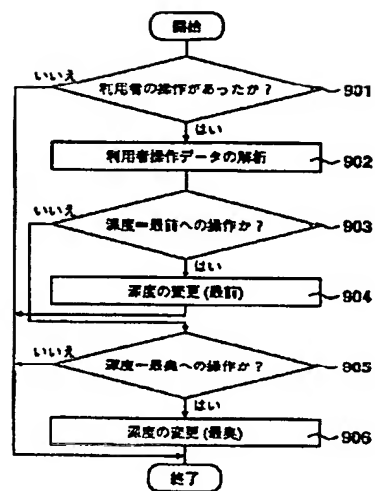 開始
利用者の操作があったか？
いいえ
901
はい
利用者操作データの解析
902
いいえ
深度＝最前への操作か？
903
はい
深度の変更(最前)
904
いいえ
深度＝最奥への操作か？
905
はい
深度の変更(最奥)
906
終了